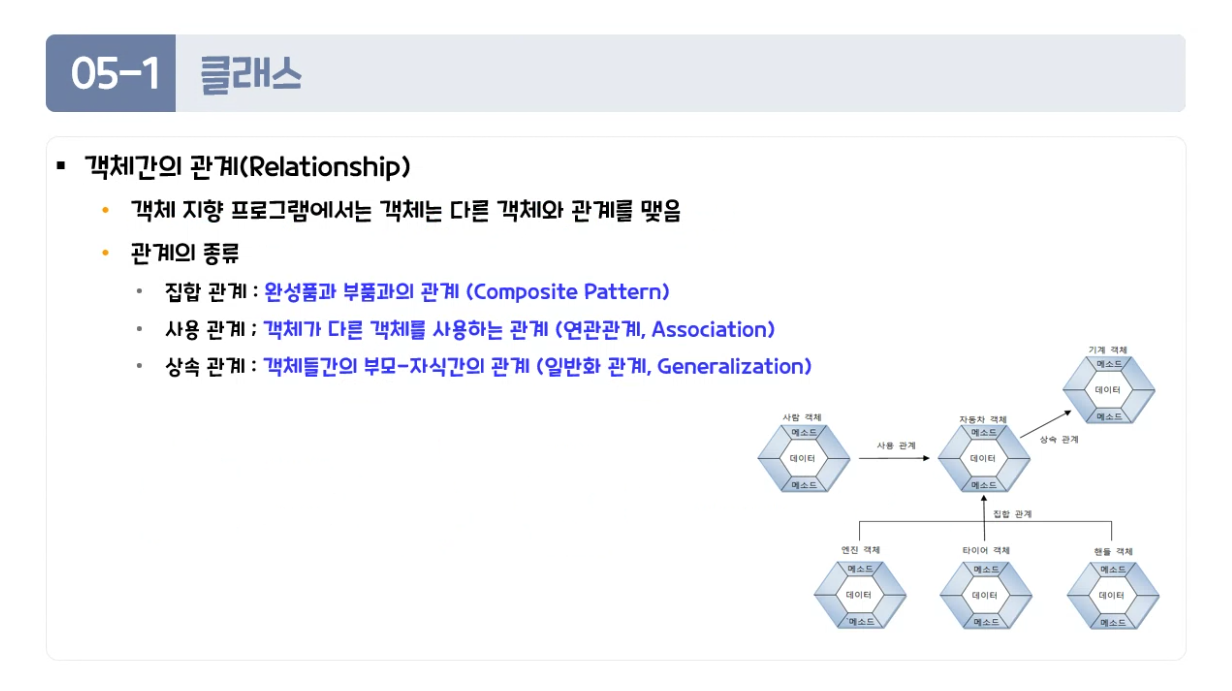 05-1 클래스
▪ 객체간의 관계(Relationship)
• 객체 지향 프로그램에서는 객체는 다른 객체와 관계를 맺음
• 관계의 종류
• 집합 관계 : 완성품과 부품과의 관계 (Composite Pattern)
• 사용 관계 ; 객체가 다른 객체를 사용하는 관계 (연관관계, Association)
• 상속 관계 : 객체들간의 부모-자식간의 관계 (일반화 관계, Generalization)
기계 객체
메소드
데이터
메소드
사람 객체
메소드
데이터
메소드
사용 관계
자동차 객체
메소드
데이터
메소드
상속 관계
집합 관계
엔진 객체
메소드
데이터
메소드
타이어 객체
메소드
데이터
메소드
핸들 객체
메소드
데이터
메소드